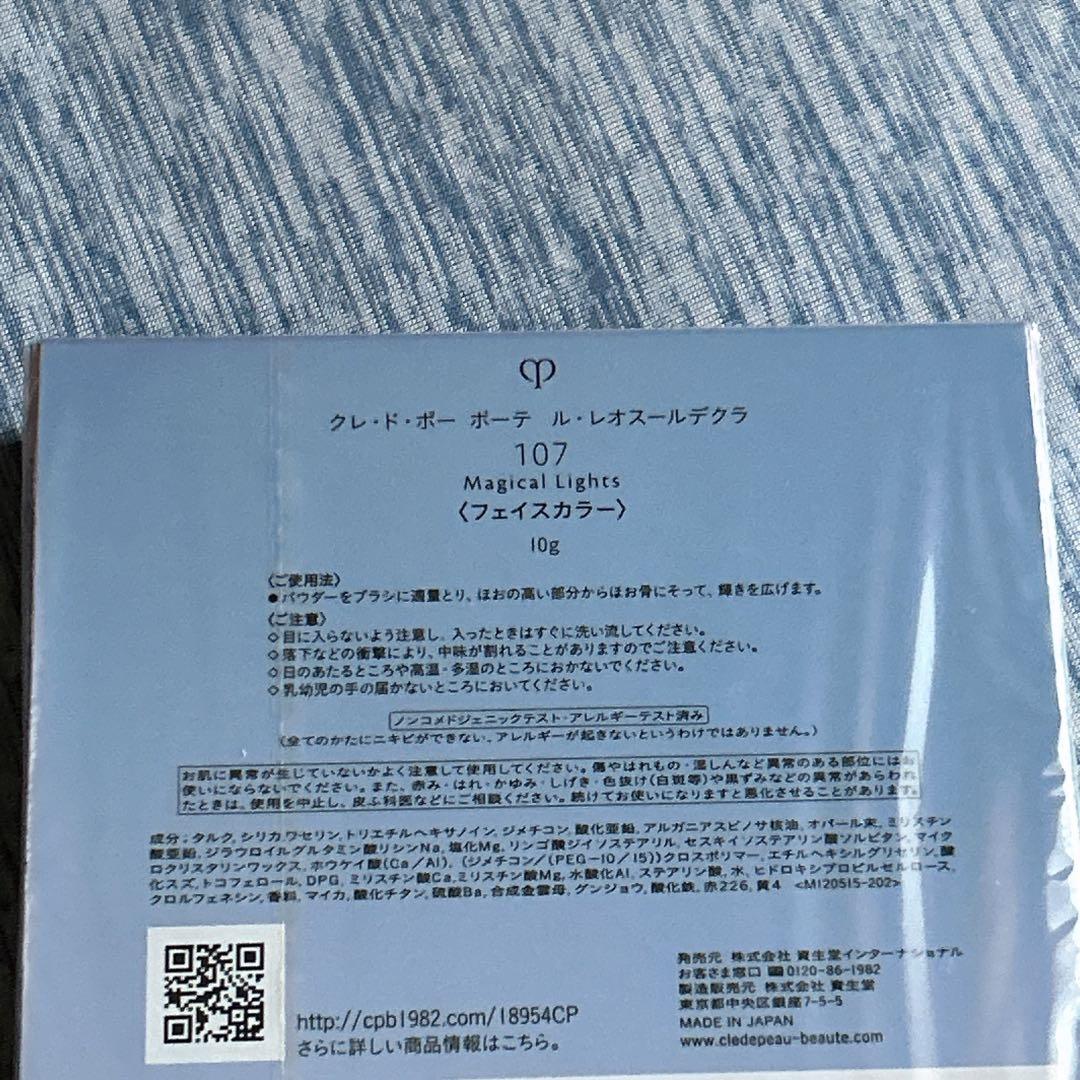 クレ・ド・ポー ボーテ ル・レオスールデクラ
107
Magical Lights
〈フェイスカラー〉
10g
〈ご使用法〉
●パウダーをブラシに適量とり、ほおの高い部分からほお骨にそって、輝きを広げます。
〈ご注意〉
◇目に入らないよう注意し、入ったときはすぐに洗い流してください。
◇落下などの衝撃により、中味が割れることがありますのでご注意ください。
◇日のあたるところや高温・多湿のところにおかないでください。
◇乳幼児の手の届かないところにおいてください。
ノンコメドジェニックテスト・アレルギーテスト済み
（全てのかたにニキビができない、アレルギーが起きないというわけではありません。）
お肌に異常が生じていないかよく注意して使用してください。傷やはれもの・湿しんなど異常のある部位にはお
使いにならないでください。また、赤み・はれ・かゆみ・しげき・色抜け(白斑等)や黒ずみなどの異常があらわれ
たときは、使用を中止し、皮ふ科医などにご相談ください。続けてお使いになりますと悪化させることがあります。
成分：タルク,シリカ,ワセリン,トリエチルヘキサノイン,ジメチコン,酸化亜鉛,アルガニアスピノサ核油,オパール末,ミリスチン
酸亜鉛,ジラウロイルグルタミン酸リシンNa,塩化Mg,リンゴ酸ジイソステアリル,セスキイソステアリン酸ソルビタン,マイク
ロクリスタリンワックス,ホウケイ酸(Ca/Al),(ジメチコン/(PEG-10/15))クロスポリマー,エチルヘキシルグリセリン,酸
化スズ,トコフェロール,DPG,ミリスチン酸Ca,ミリスチン酸Mg,水酸化Al,ステアリン酸,水,ヒドロキシプロピルセルロース,
クロルフェネシン,香料,マイカ,酸化チタン,硫酸Ba,合成金雲母,グンジョウ,酸化鉄,赤226,黄4 <M120515-202>
http://cpb1982.com/18954CP
さらに詳しい商品情報はこちら。
発売元 株式会社 資生堂インターナショナル
お客さま窓口 0120-86-1982
製造販売元 株式会社 資生堂
東京都中央区銀座7-5-5
MADE IN JAPAN
www.cledepeau-beaute.com